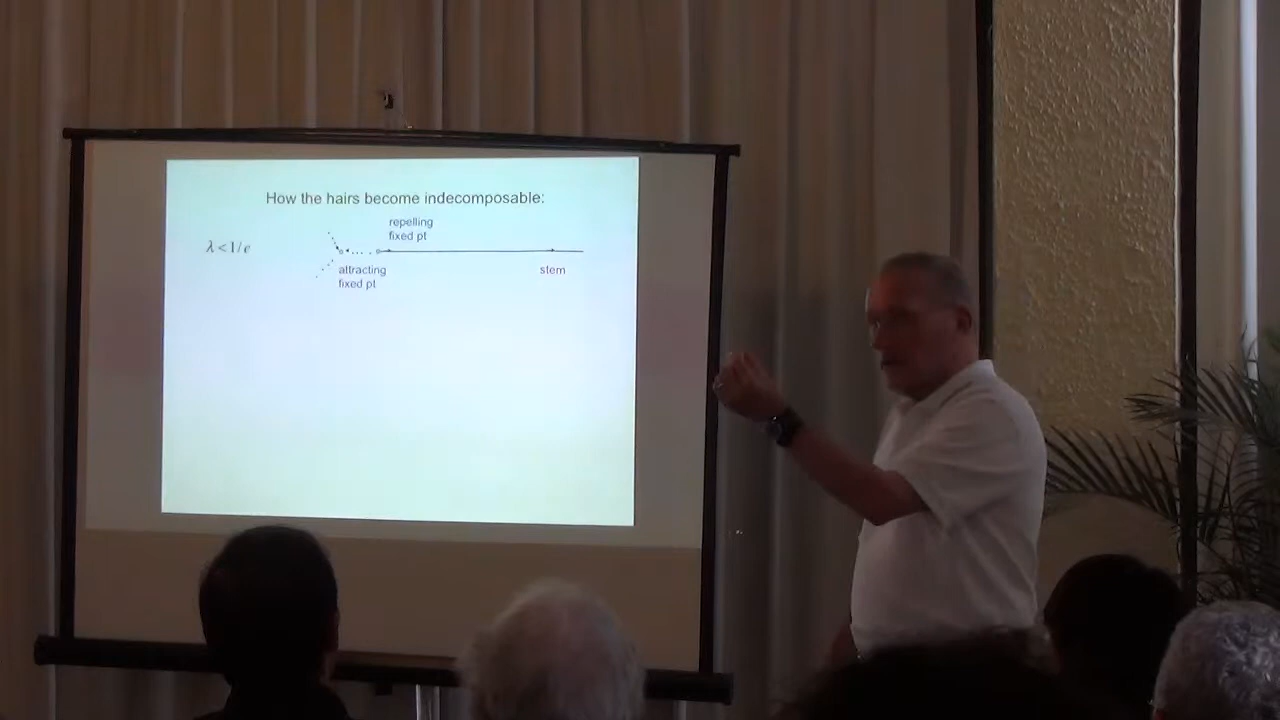 How the hairs become indecomposable:
repelling
fixed pt
λ < 1/e
attracting
fixed pt
stem